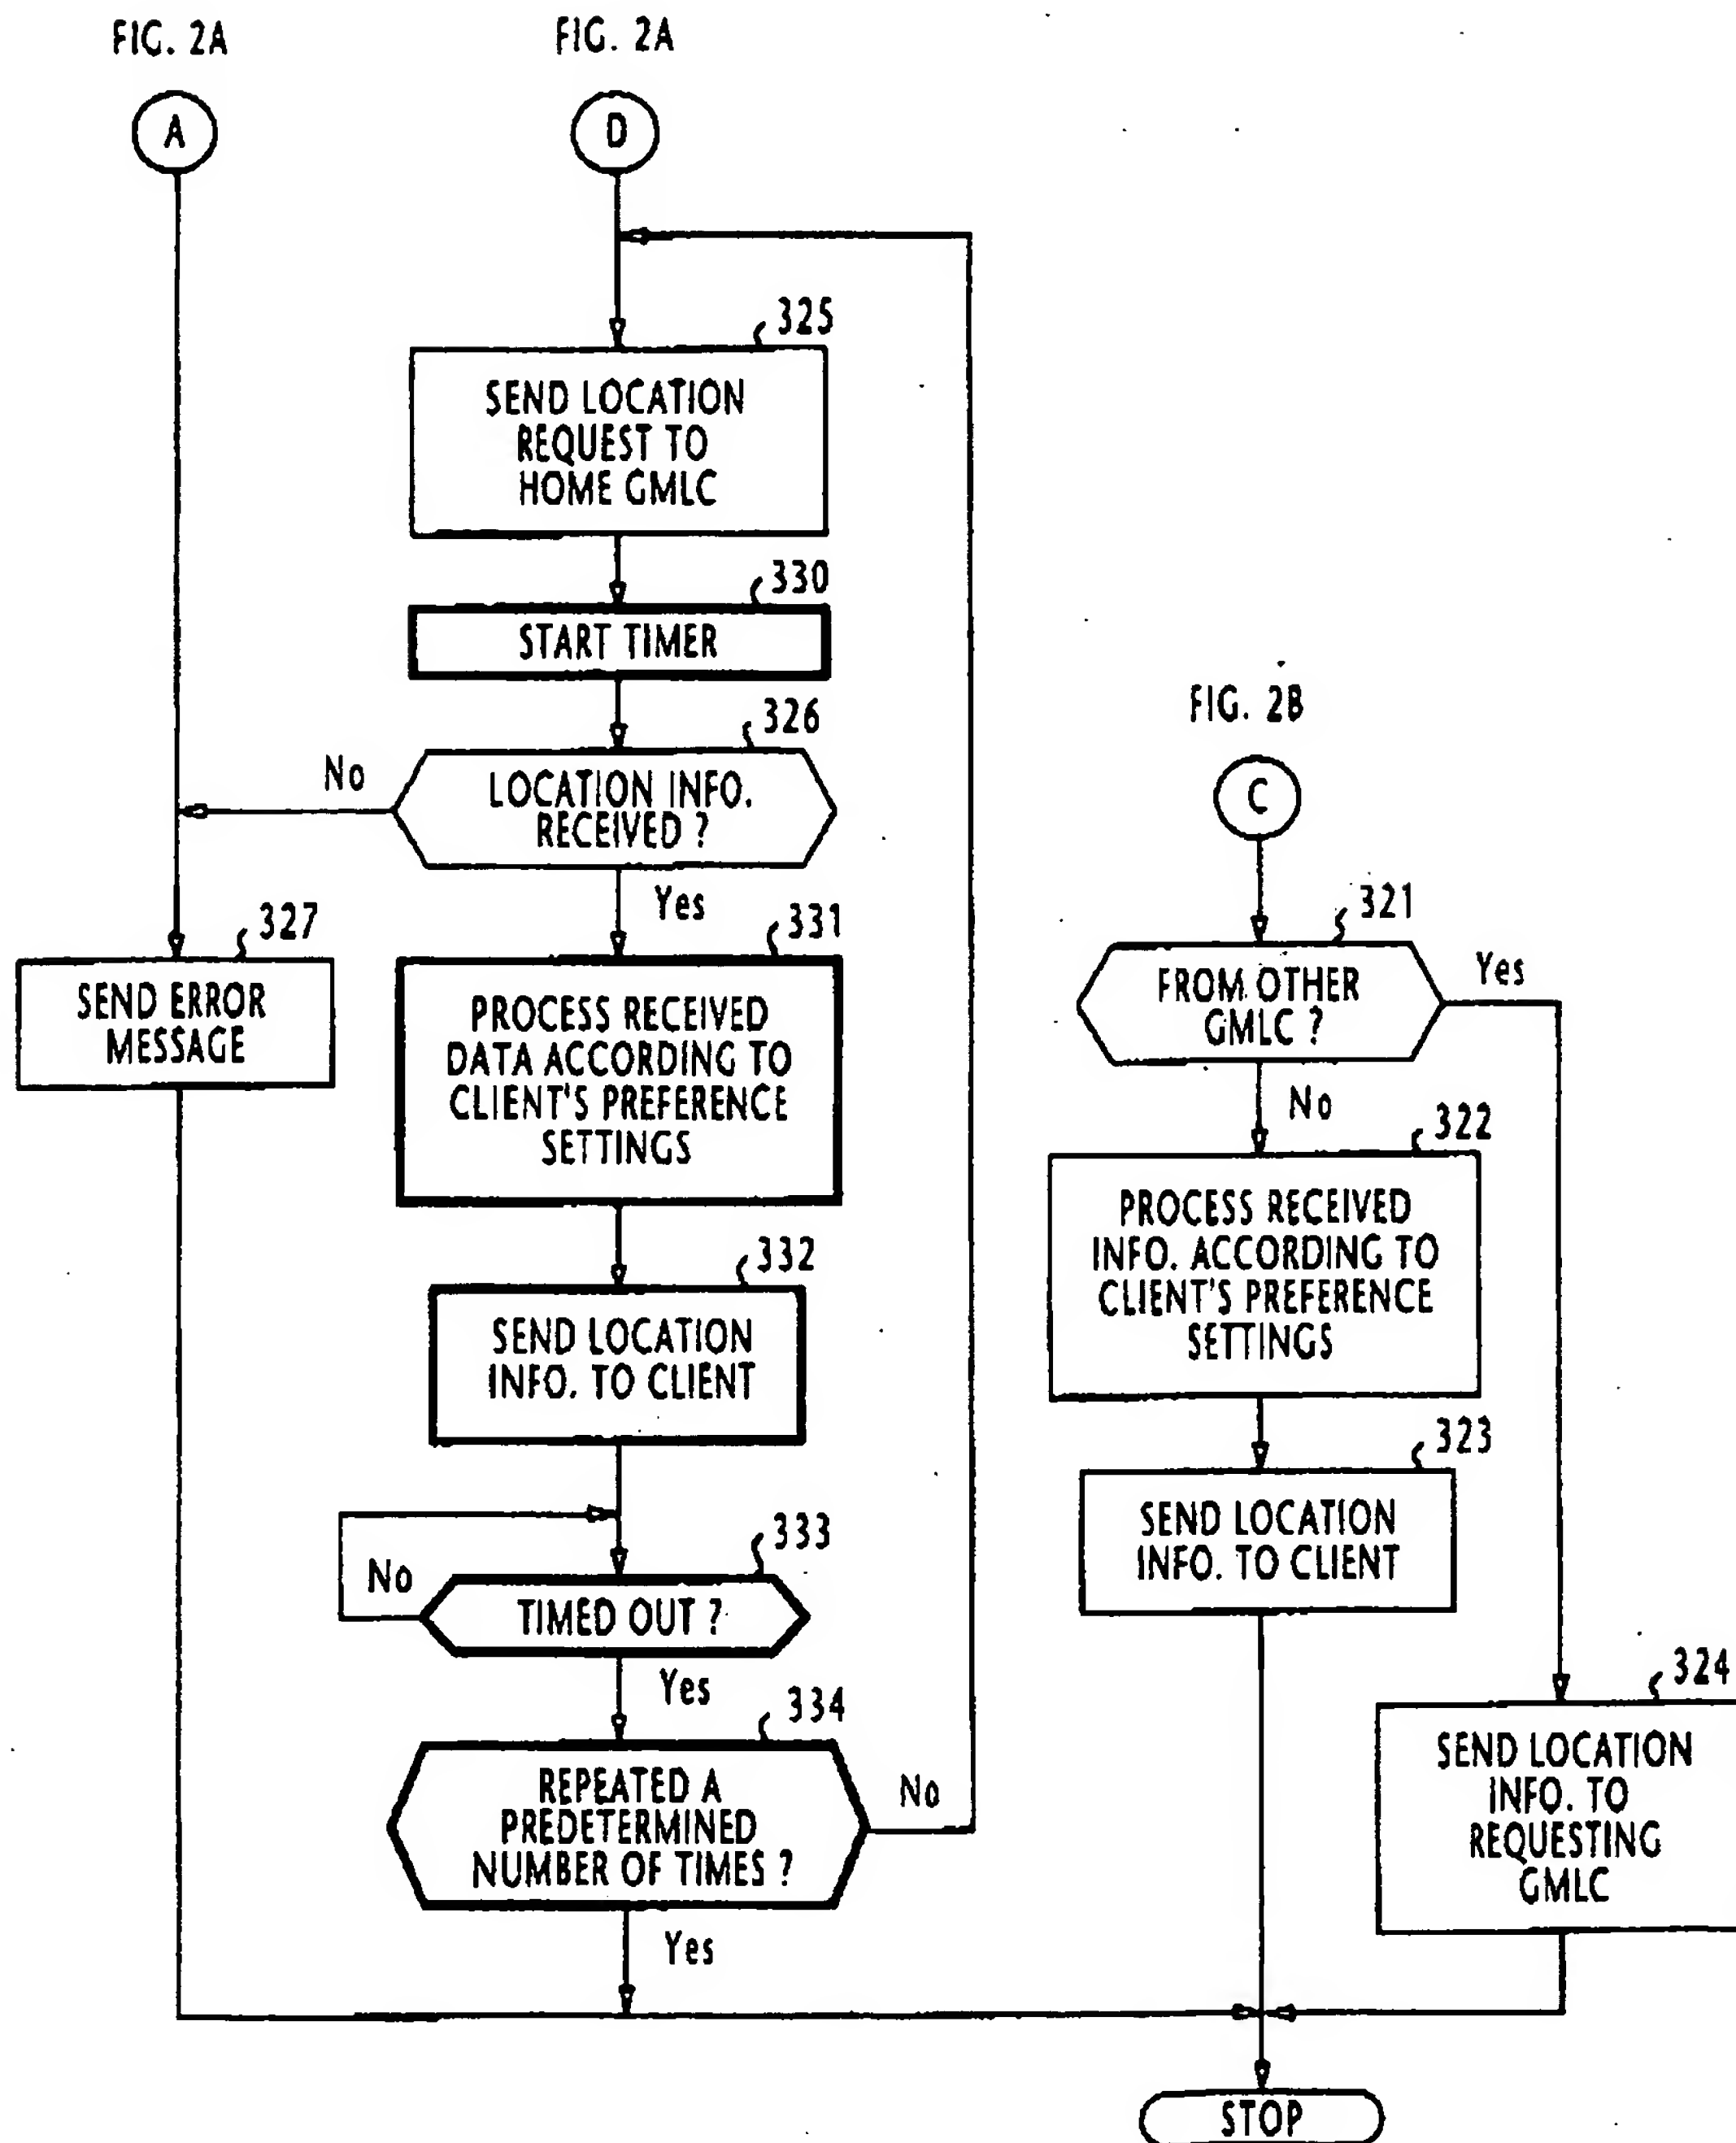 FIG. 2A
A
FIG. 2A
D
325
SEND LOCATION
REQUEST TO
HOME GMLC
330
START TIMER
326
LOCATION INFO.
RECEIVED ?
No
Yes
327
SEND ERROR
MESSAGE
331
PROCESS RECEIVED
DATA ACCORDING TO
CLIENT'S PREFERENCE
SETTINGS
332
SEND LOCATION
INFO. TO CLIENT
333
TIMED OUT ?
No
Yes
334
REPEATED A
PREDETERMINED
NUMBER OF TIMES ?
No
Yes
FIG. 2B
C
321
FROM OTHER
GMLC ?
Yes
No
322
PROCESS RECEIVED
INFO. ACCORDING TO
CLIENT'S PREFERENCE
SETTINGS
323
SEND LOCATION
INFO. TO CLIENT
324
SEND LOCATION
INFO. TO
REQUESTING
GMLC
STOP